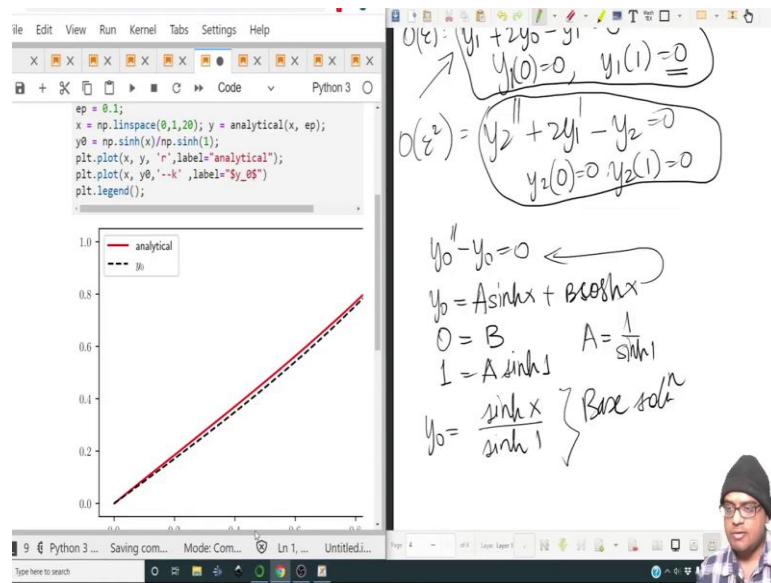 ile Edit View Run Kernel Tabs Settings Help
Code Python 3
ep = 0.1;
x = np.linspace(0,1,20); y = analytical(x, ep);
y0 = np.sinh(x)/np.sinh(1);
plt.plot(x, y, 'r',label="analytical");
plt.plot(x, y0,'--k' ,label="$y_0$")
plt.legend();
analytical
y₀
1.0
0.8
0.6
0.4
0.2
0.0
9 Python 3 ... Saving com... Mode: Com... Ln 1, ... Untitled.i...
Type here to search
O(ε): y₁'' + 2y₀' - y₁ = 0
y₁(0)=0, y₁(1)=0
O(ε²) = y₂'' + 2y₁' - y₂ = 0
y₂(0)=0 y₂(1)=0
y₀'' - y₀ = 0
y₀ = A sinh x + B cosh x
0 = B A = 1/sinh 1
1 = A sinh 1
y₀ = sinh x / sinh 1 } Base solⁿ
Page 4 Layer Layer 1